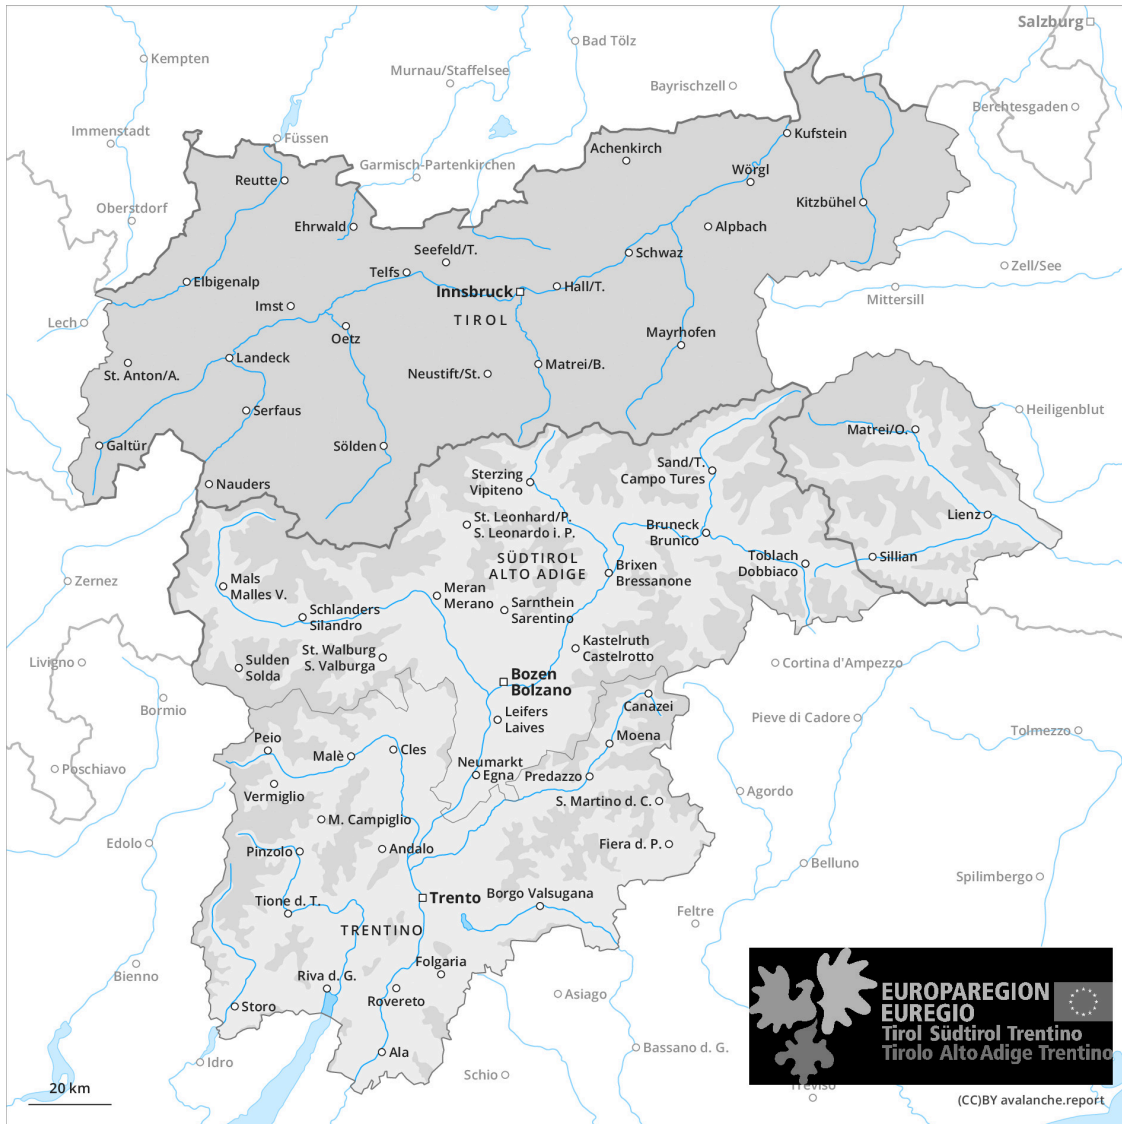 Salzburg
Bad Tölz
Kempten
Murnau/Staffelsee
Bayrischzell
Berchtesgaden
Immenstadt
Füssen
Kufstein
Achenkirch
Garmisch-Partenkirchen
Wörgl
Reutte
Oberstdorf
Kitzbühel
Ehrwald
Alpbach
Seefeld/T.
Schwaz
Zell/See
Telfs
Elbigenalp
Hall/T.
Innsbruck
Mittersill
Imst
TIROL
Lech
Oetz
Mayrhofen
Landeck
Matrei/B.
St. Anton/A.
Neustift/St.
Serfaus
Heiligenblut
Matrei/O.
Galtür
Sölden
Sand/T.
Campo Tures
Sterzing
Vipiteno
Nauders
St. Leonhard/P.
S. Leonardo i. P.
Lienz
Bruneck
Brunico
SÜDTIROL
ALTO ADIGE
Toblach
Dobbiaco
Sillian
Brixen
Bressanone
Zernez
Mals
Malles V.
Meran
Merano
Sarnthein
Sarentino
Schlanders
Silandro
Kastelruth
Castelrotto
St. Walburg
S. Valburga
Livigno
Sulden
Solda
Cortina d'Ampezzo
Bozen
Bolzano
Bormio
Canazei
Leifers
Laives
Pieve di Cadore
Tolmezzo
Moena
Peio
Cles
Malè
Neumarkt
Egna
Predazzo
Poschiavo
Vermiglio
Agordo
S. Martino d. C.
M. Campiglio
Edolo
Fiera d. P.
Pinzolo
Andalo
Belluno
Spilimbergo
Borgo Valsugana
Trento
Tione d. T.
Feltre
TRENTINO
Folgaria
Bienno
Riva d. G.
Rovereto
Asiago
Storo
EUROPAREGION
EUREGIO
Tirol Südtirol Trentino
Tirolo Alto Adige Trentino
Bassano d. G.
Ala
Idro
Schio
Treviso
20 km
(CC)BY avalanche.report